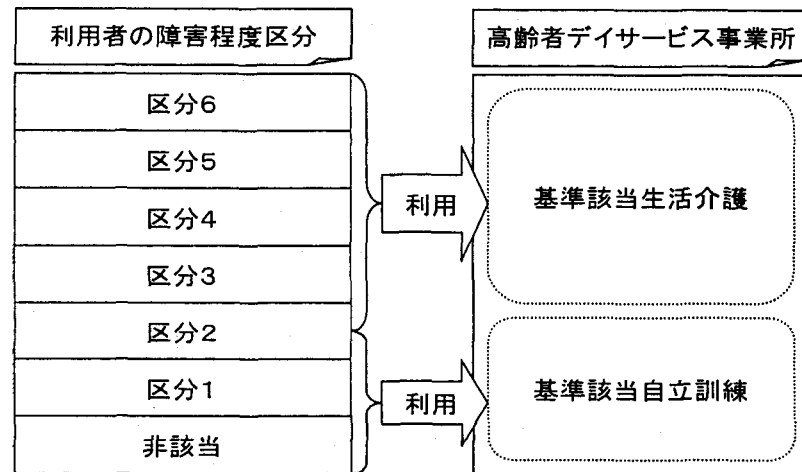 利用者の障害程度区分
区分6
区分5
区分4
区分3
区分2
区分1
非該当
利用
利用
高齢者デイサービス事業所
基準該当生活介護
基準該当自立訓練